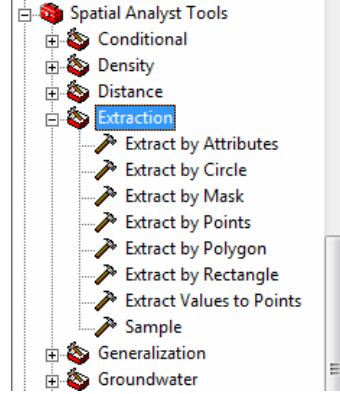 Spatial Analyst Tools
Conditional
Density
Distance
Extraction
Extract by Attributes
Extract by Circle
Extract by Mask
Extract by Points
Extract by Polygon
Extract by Rectangle
Extract Values to Points
Sample
Generalization
Groundwater